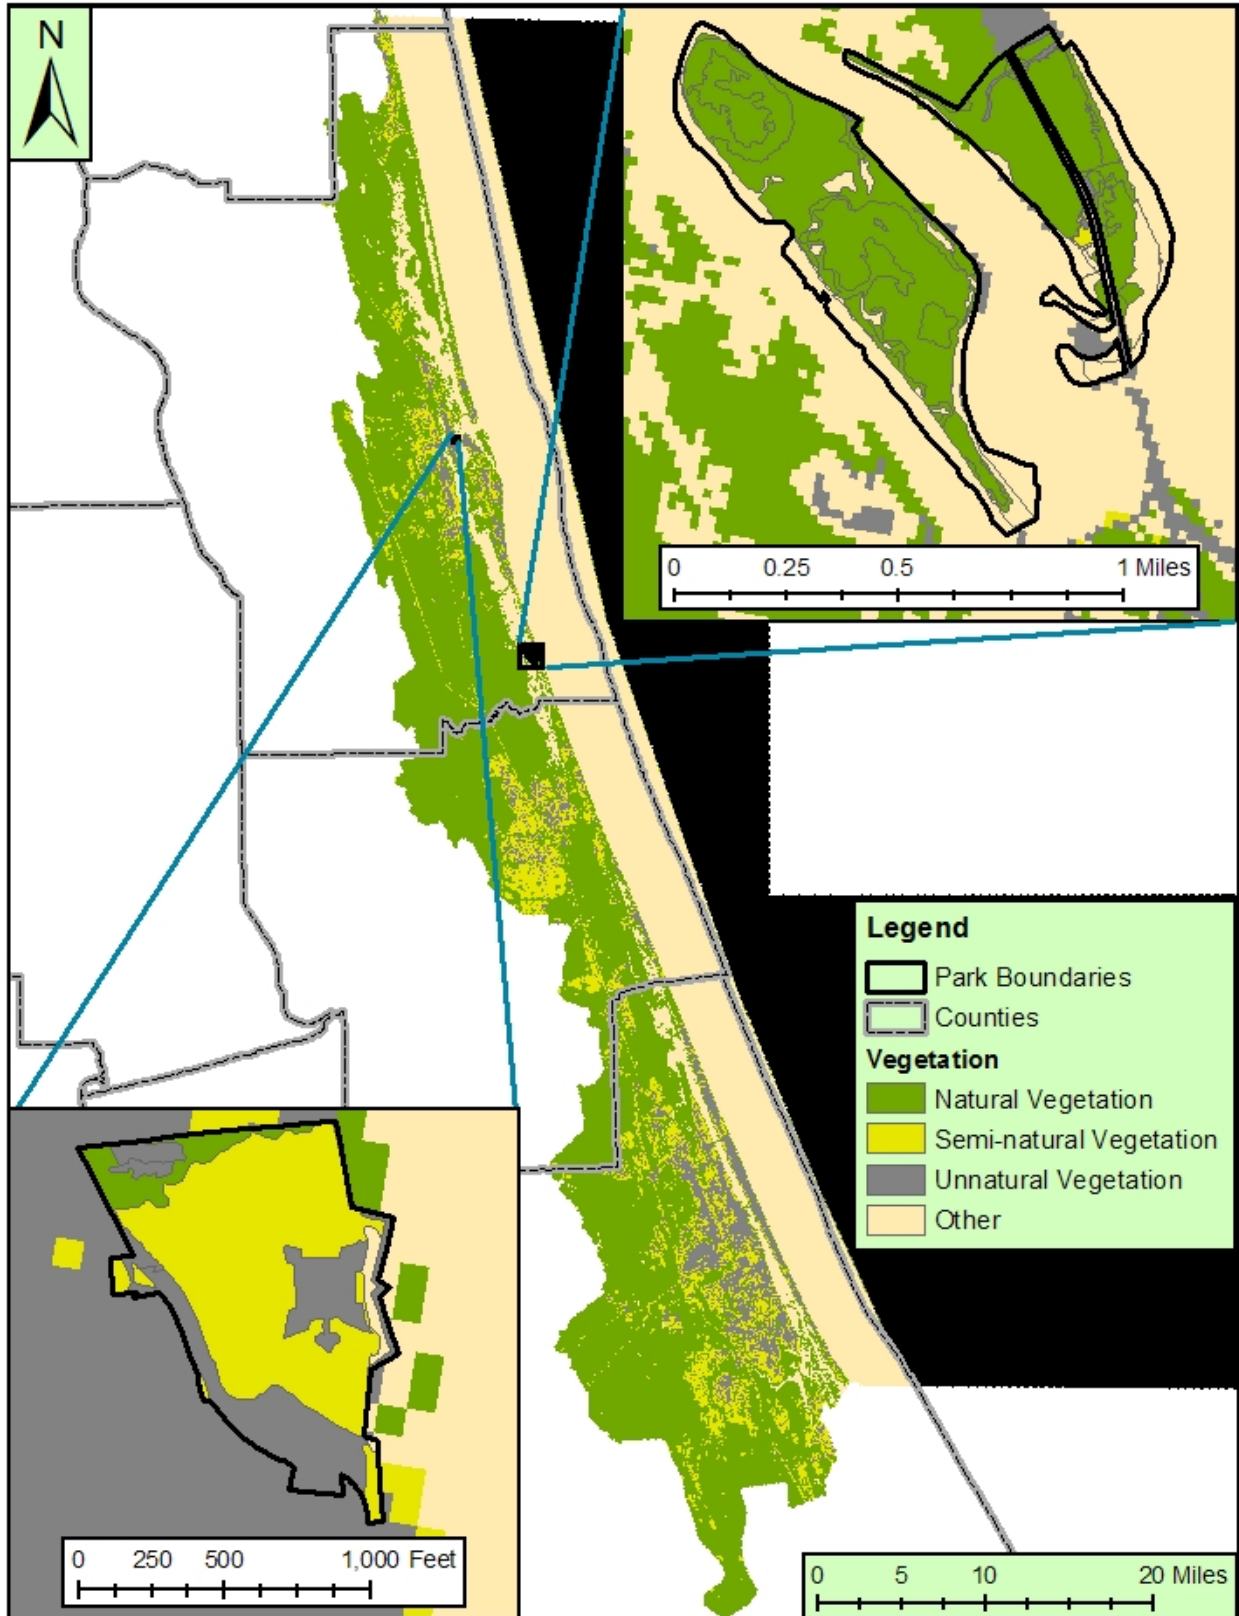 N
0 0.25 0.5 1 Miles
Legend
Park Boundaries
Counties
Vegetation
Natural Vegetation
Semi-natural Vegetation
Unnatural Vegetation
Other
0 250 500 1,000 Feet
0 5 10 20 Miles